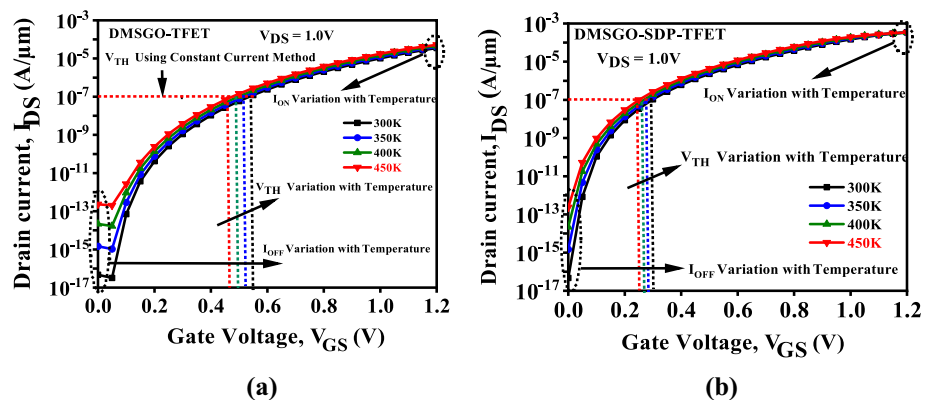 DMSGO-TFET
V_DS = 1.0V
V_TH Using Constant Current Method
I_ON Variation with Temperature
300K
350K
400K
450K
V_TH Variation with Temperature
I_OFF Variation with Temperature
Drain current, I_DS (A/μm)
10^-3
10^-5
10^-7
10^-9
10^-11
10^-13
10^-15
10^-17
0.0 0.2 0.4 0.6 0.8 1.0 1.2
Gate Voltage, V_GS (V)
(a)
DMSGO-SDP-TFET
V_DS = 1.0V
I_ON Variation with Temperature
V_TH Variation with Temperature
300K
350K
400K
450K
I_OFF Variation with Temperature
Drain current, I_DS (A/μm)
10^-3
10^-5
10^-7
10^-9
10^-11
10^-13
10^-15
10^-17
0.0 0.2 0.4 0.6 0.8 1.0 1.2
Gate Voltage, V_GS (V)
(b)